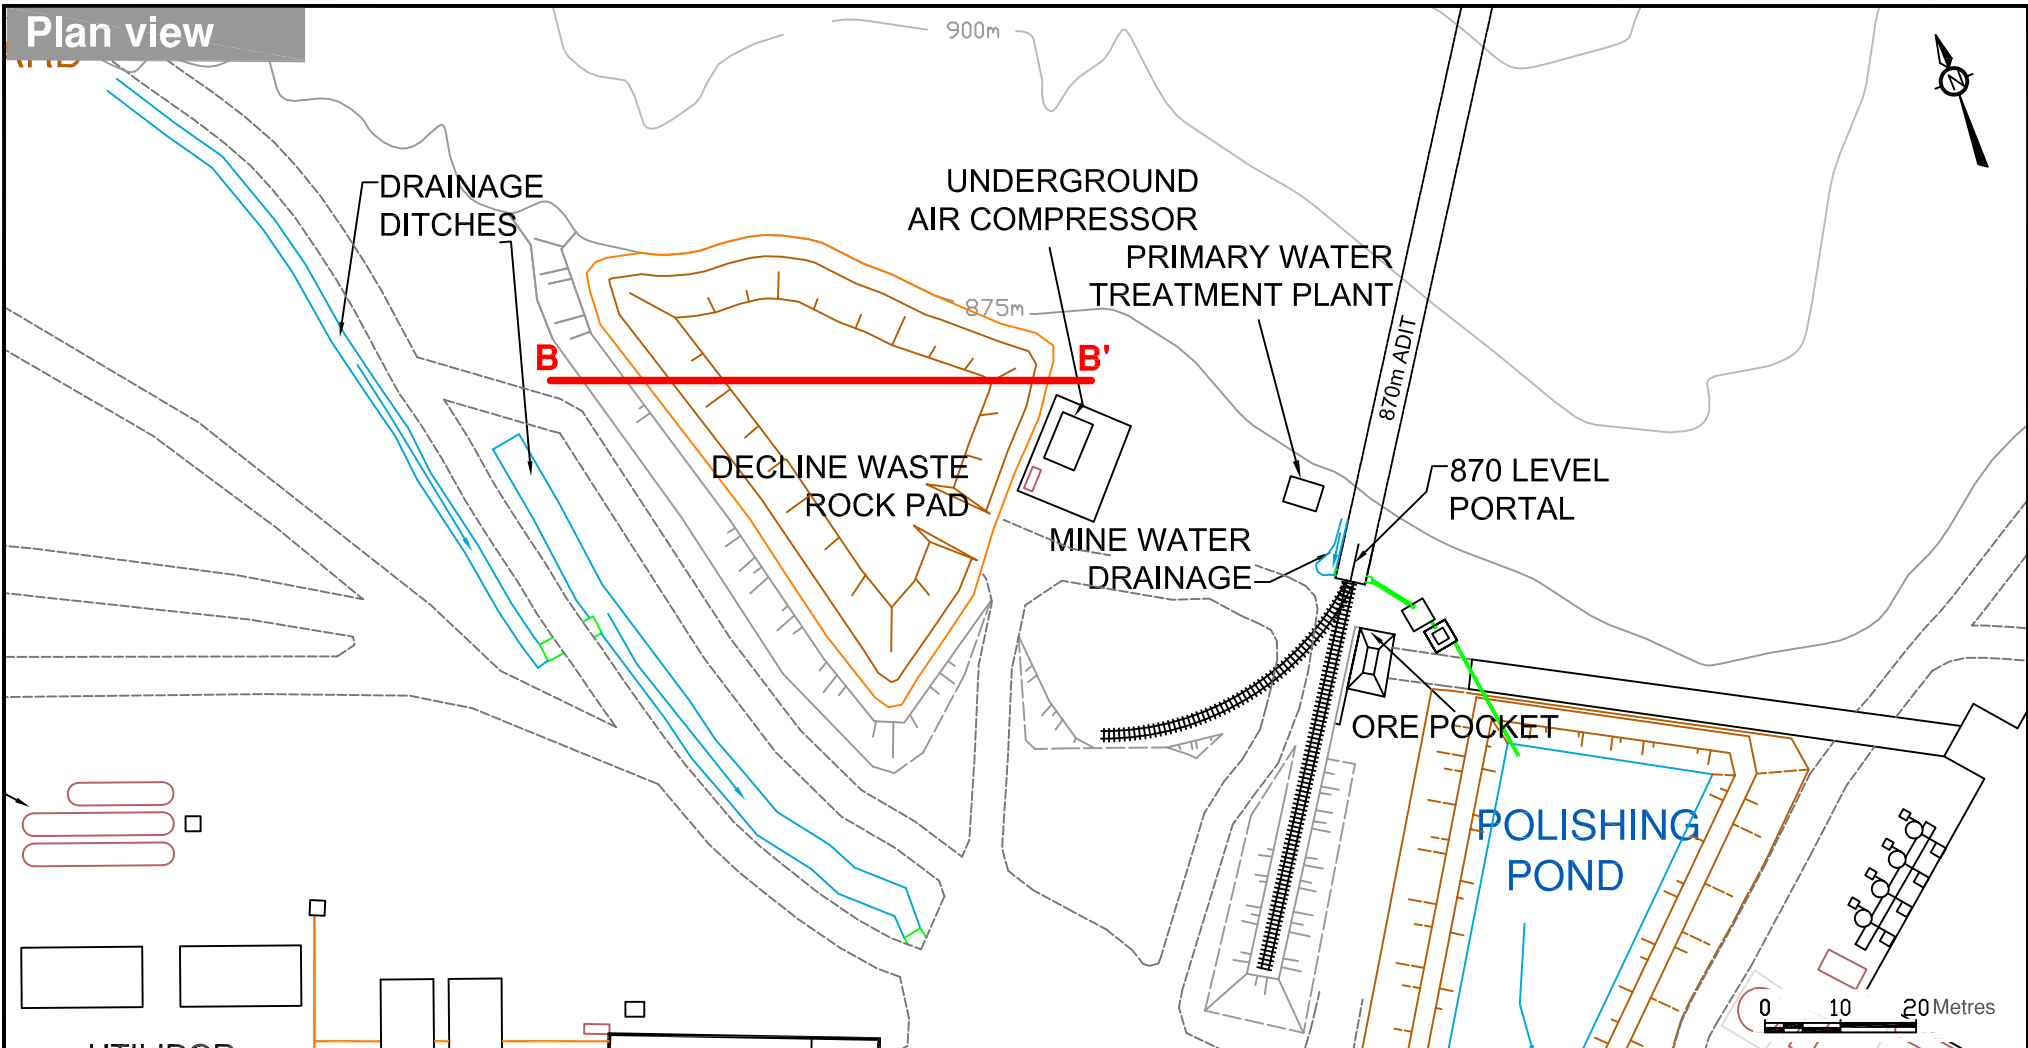 Plan view
900m
N
DRAINAGE
DITCHES
UNDERGROUND
AIR COMPRESSOR
PRIMARY WATER
TREATMENT PLANT
875m
870m ADIT
B
B'
DECLINE WASTE
ROCK PAD
870 LEVEL
PORTAL
MINE WATER
DRAINAGE
ORE POCKET
POLISHING
POND
0 10 20 Metres